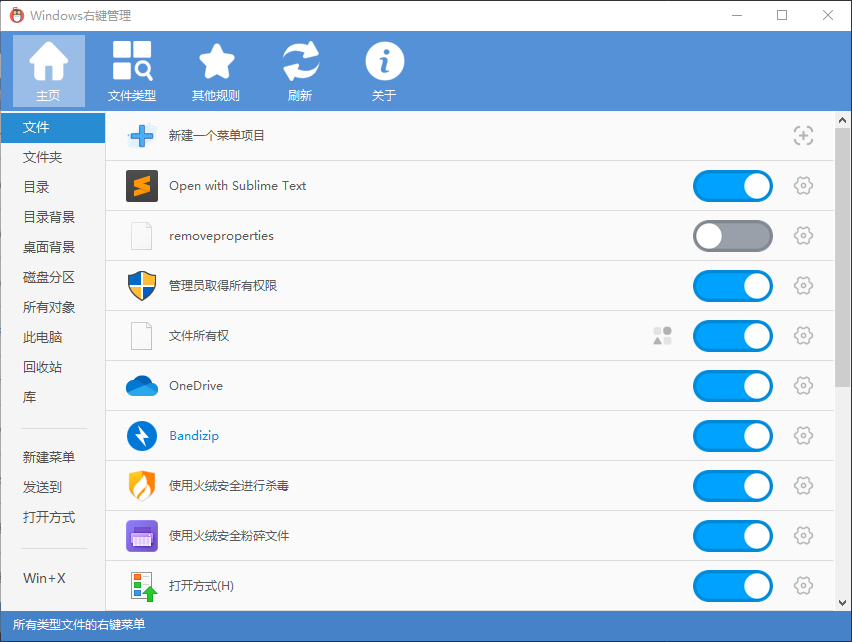 Windows右键管理
主页
文件类型
其他规则
刷新
关于
文件
文件夹
目录
目录背景
桌面背景
磁盘分区
所有对象
此电脑
回收站
库
新建菜单
发送到
打开方式
Win+X
新建一个菜单项目
Open with Sublime Text
removeproperties
管理员取得所有权限
文件所有权
OneDrive
Bandizip
使用火绒安全进行杀毒
使用火绒安全粉碎文件
打开方式(H)
所有类型文件的右键菜单